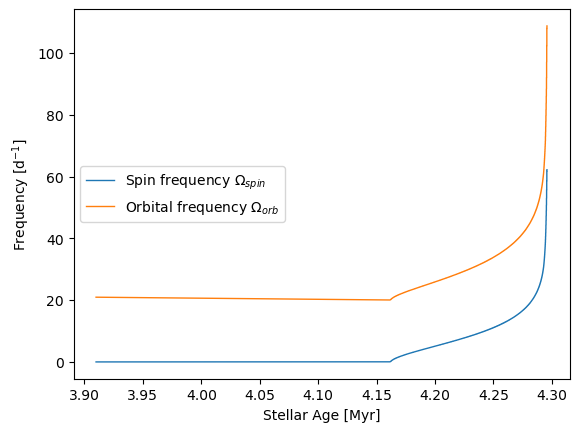 100
80
60
40
20
0
Frequency [d⁻¹]
Spin frequency Ω_spin
Orbital frequency Ω_orb
3.90 3.95 4.00 4.05 4.10 4.15 4.20 4.25 4.30
Stellar Age [Myr]